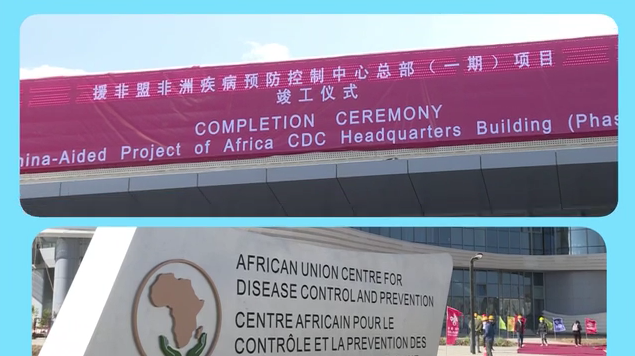 援非盟非洲疾病预防控制中心总部（一期）项目
竣工仪式
COMPLETION CEREMONY
hina-Aided Project of Africa CDC Headquarters Building (Phas
AFRICAN UNION CENTRE FOR
DISEASE CONTROL AND PREVENTION
CENTRE AFRICAIN POUR LE
CONTRÔLE ET LA PRÉVENTION DES